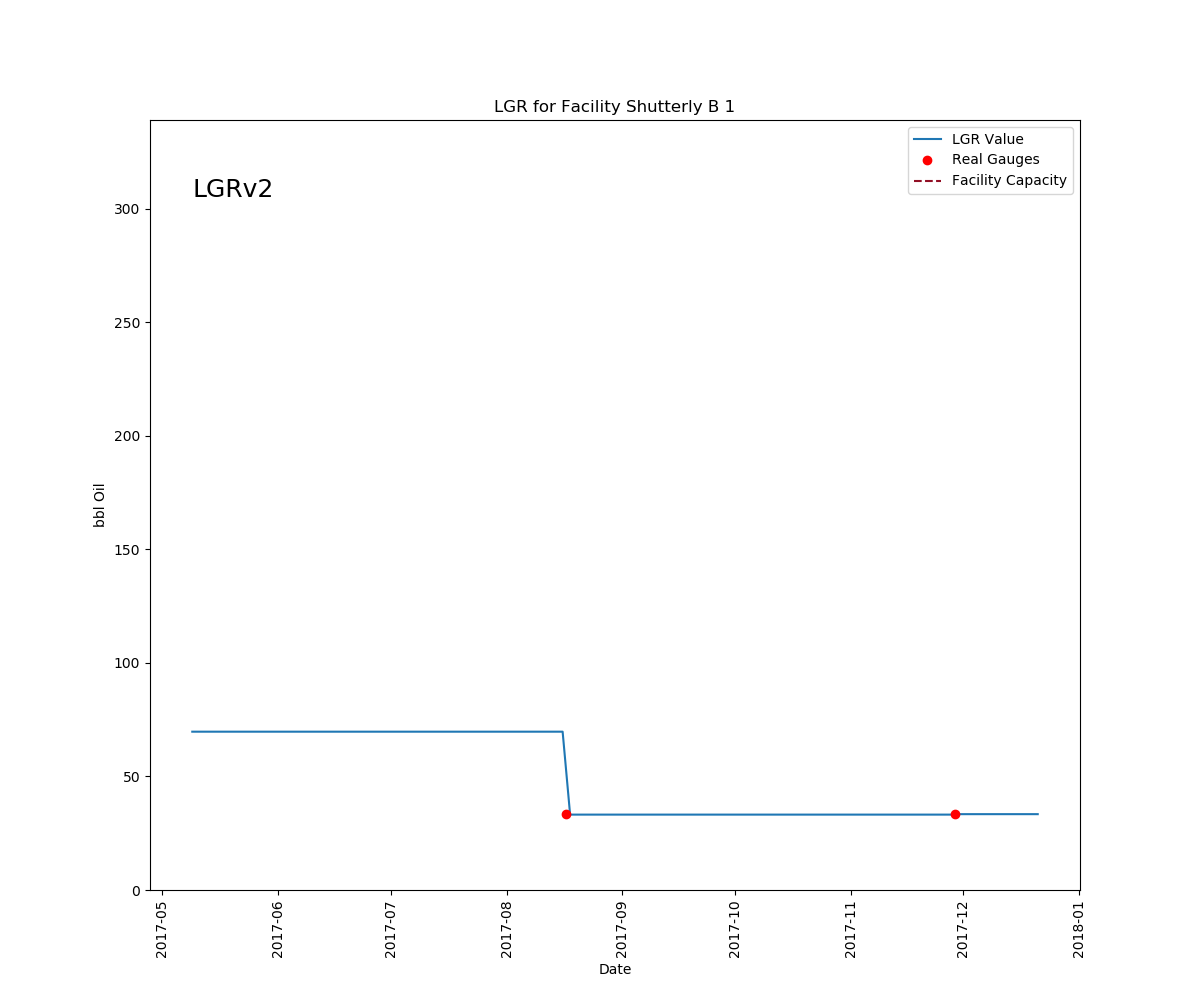 LGR for Facility Shutterly B 1
LGRv2
LGR Value
Real Gauges
Facility Capacity
300
250
200
150
100
50
0
bbl Oil
2017-05
2017-06
2017-07
2017-08
2017-09
2017-10
2017-11
2017-12
2018-01
Date